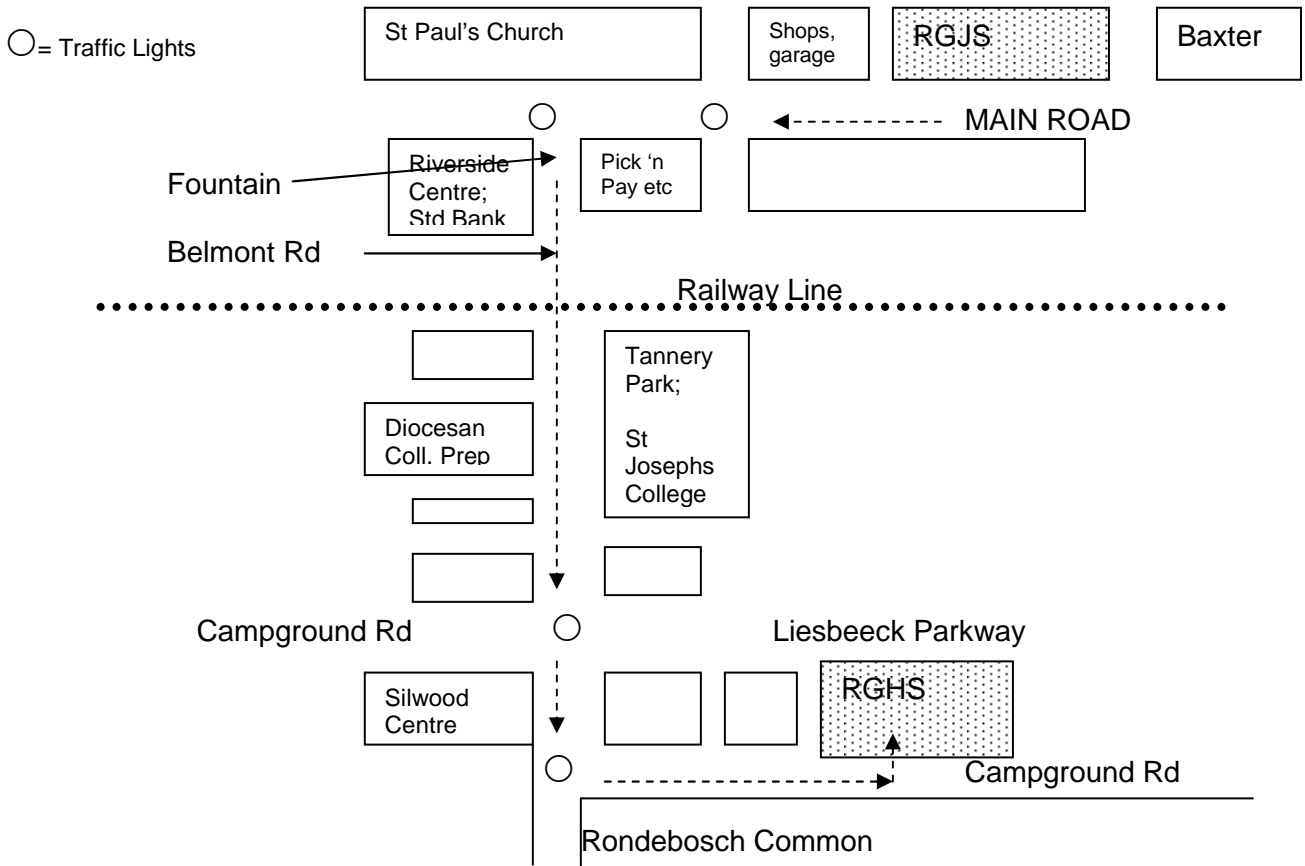 = Traffic Lights
St Paul's Church
Shops,
garage
RGJS
Baxter
MAIN ROAD
Fountain
Riverside
Centre;
Std Bank
Pick 'n
Pay etc
Belmont Rd
Railway Line
Tannery
Park;
St
Josephs
College
Diocesan
Coll. Prep
Campground Rd
Liesbeeck Parkway
Silwood
Centre
RGHS
Campground Rd
Rondebosch Common